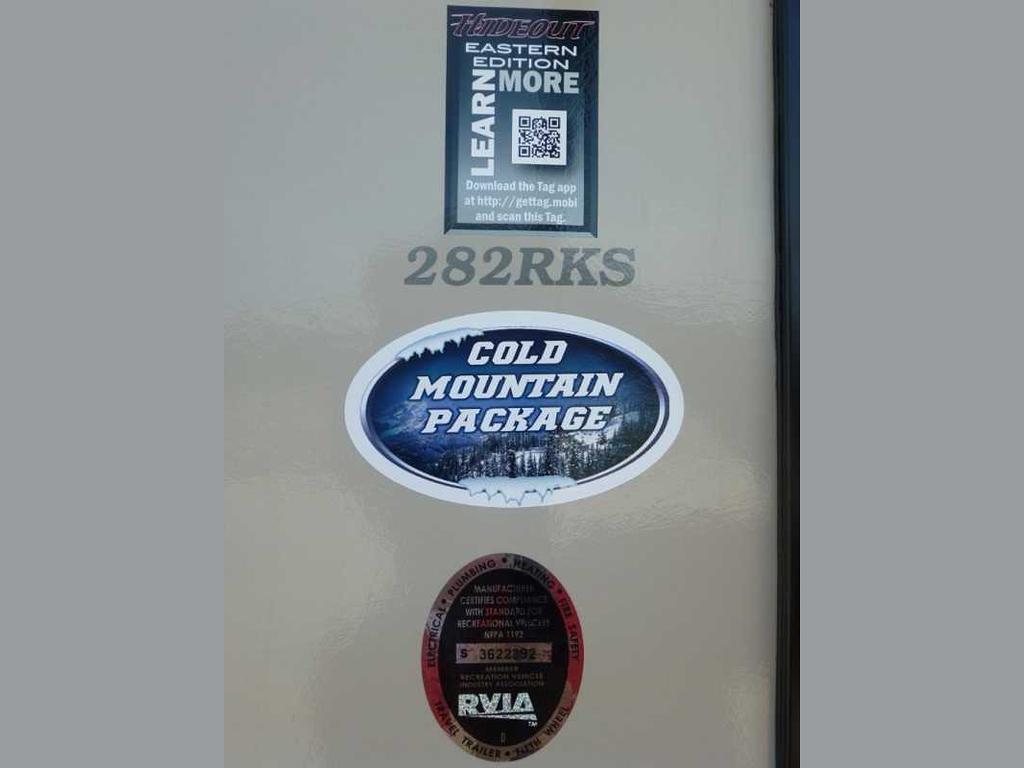 HIDEOUT
EASTERN
EDITION
LEARN
MORE
Download the Tag app
at http://gettag.mobi
and scan this Tag.
282RKS
COLD
MOUNTAIN
PACKAGE
ELECTRICAL • PLUMBING • HEATING • FIRE SAFETY
MANUFACTURER
CERTIFIES COMPLIANCE
WITH STANDARD FOR
RECREATIONAL VEHICLES
NFPA 1192
S 3622392
MEMBER
RECREATION VEHICLE
INDUSTRY ASSOCIATION
RVIA
TM
TRAVEL TRAILER • FIFTH WHEEL